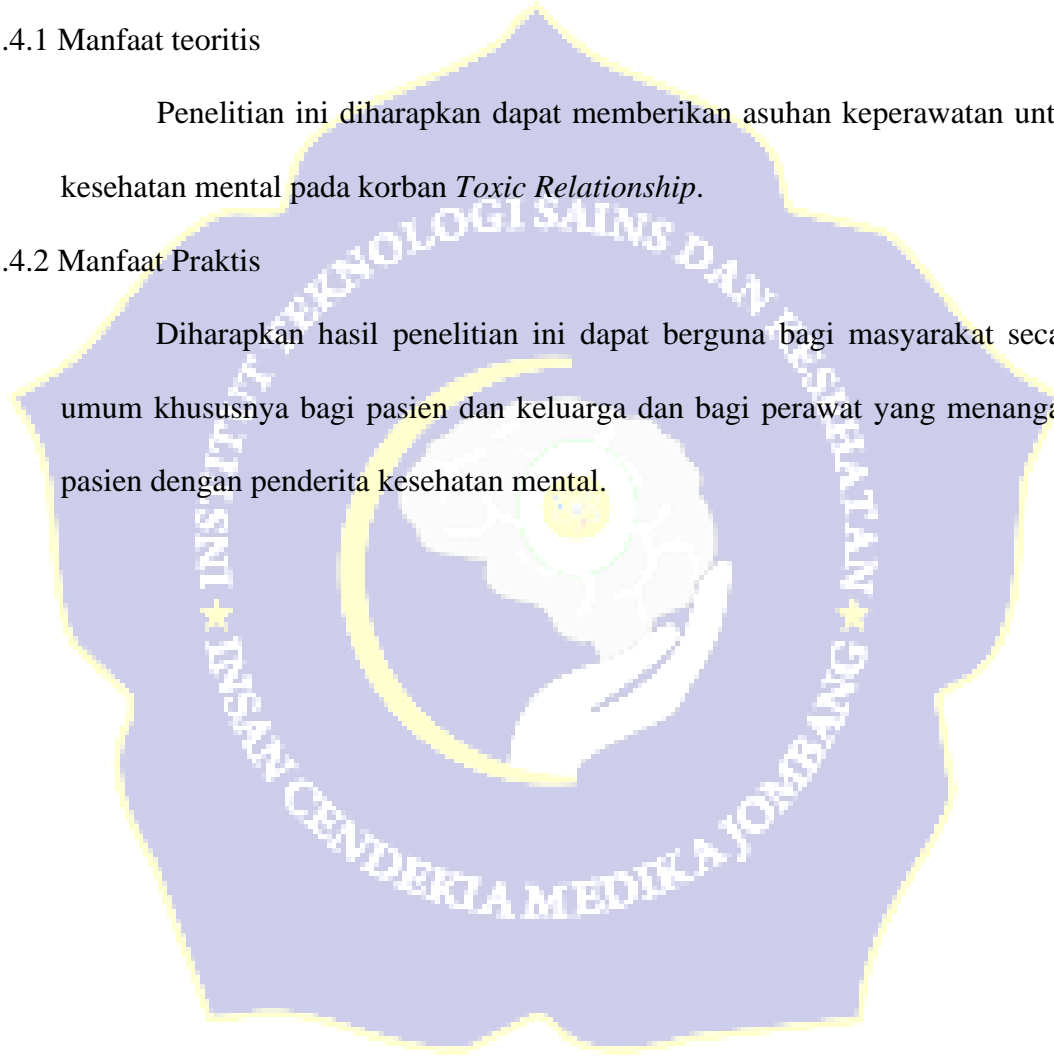 .4.1 Manfaat teoritis
Penelitian ini diharapkan dapat memberikan asuhan keperawatan unt
kesehatan mental pada korban Toxic Relationship.
.4.2 Manfaat Praktis
Diharapkan hasil penelitian ini dapat berguna bagi masyarakat seca
umum khususnya bagi pasien dan keluarga dan bagi perawat yang menanga
pasien dengan penderita kesehatan mental.
INSTITUT TEKNOLOGI SAINS DAN KESEHATAN
INSAN CENDEKIA MEDIKA JOMBANG